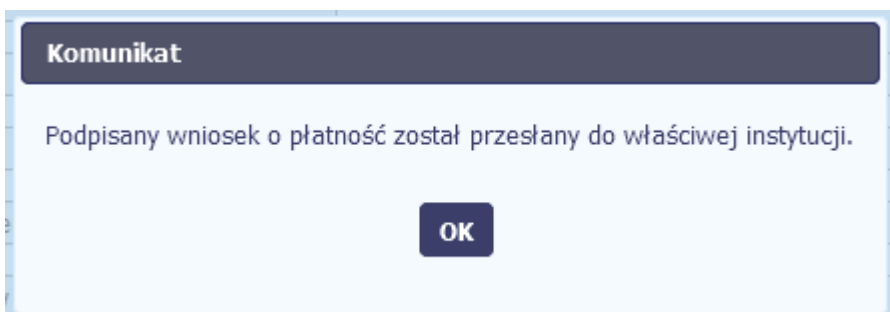 Komunikat
Podpisany wniosek o płatność został przesłany do właściwej instytucji.
OK